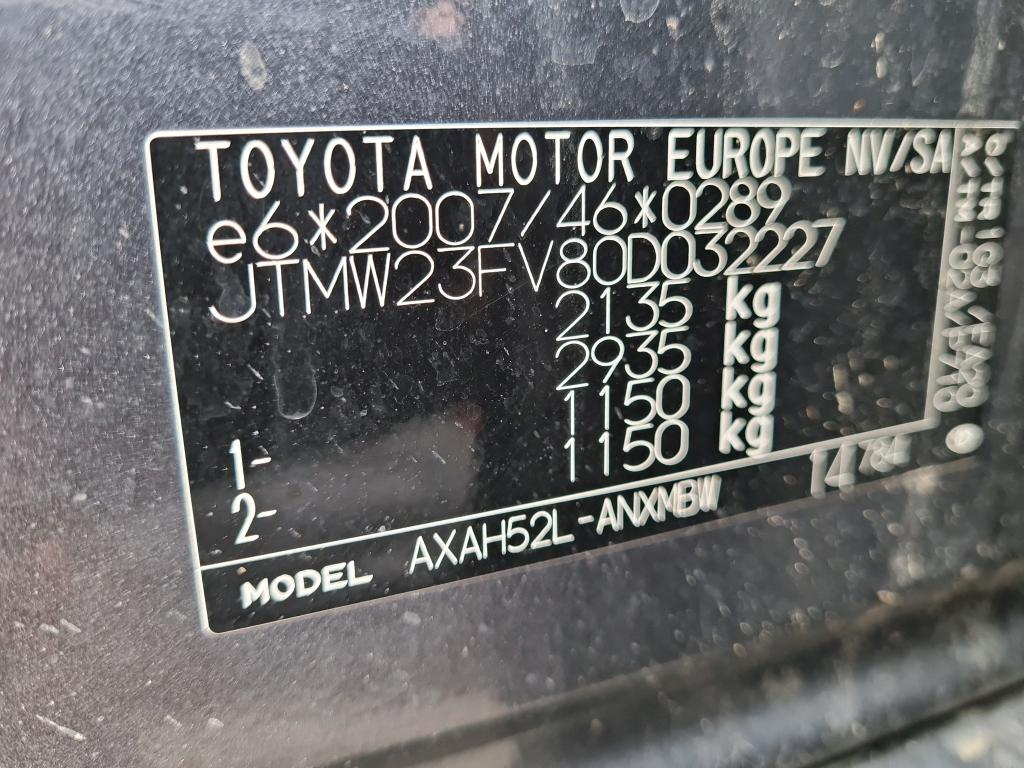 TOYOTA MOTOR EUROPE NV/SA
e6*2007/46*0289
JTMW23FV80D032227
2135 kg
2935 kg
1- 1150 kg
2- 1150 kg
MODEL AXAH52L-ANXMBW
14784